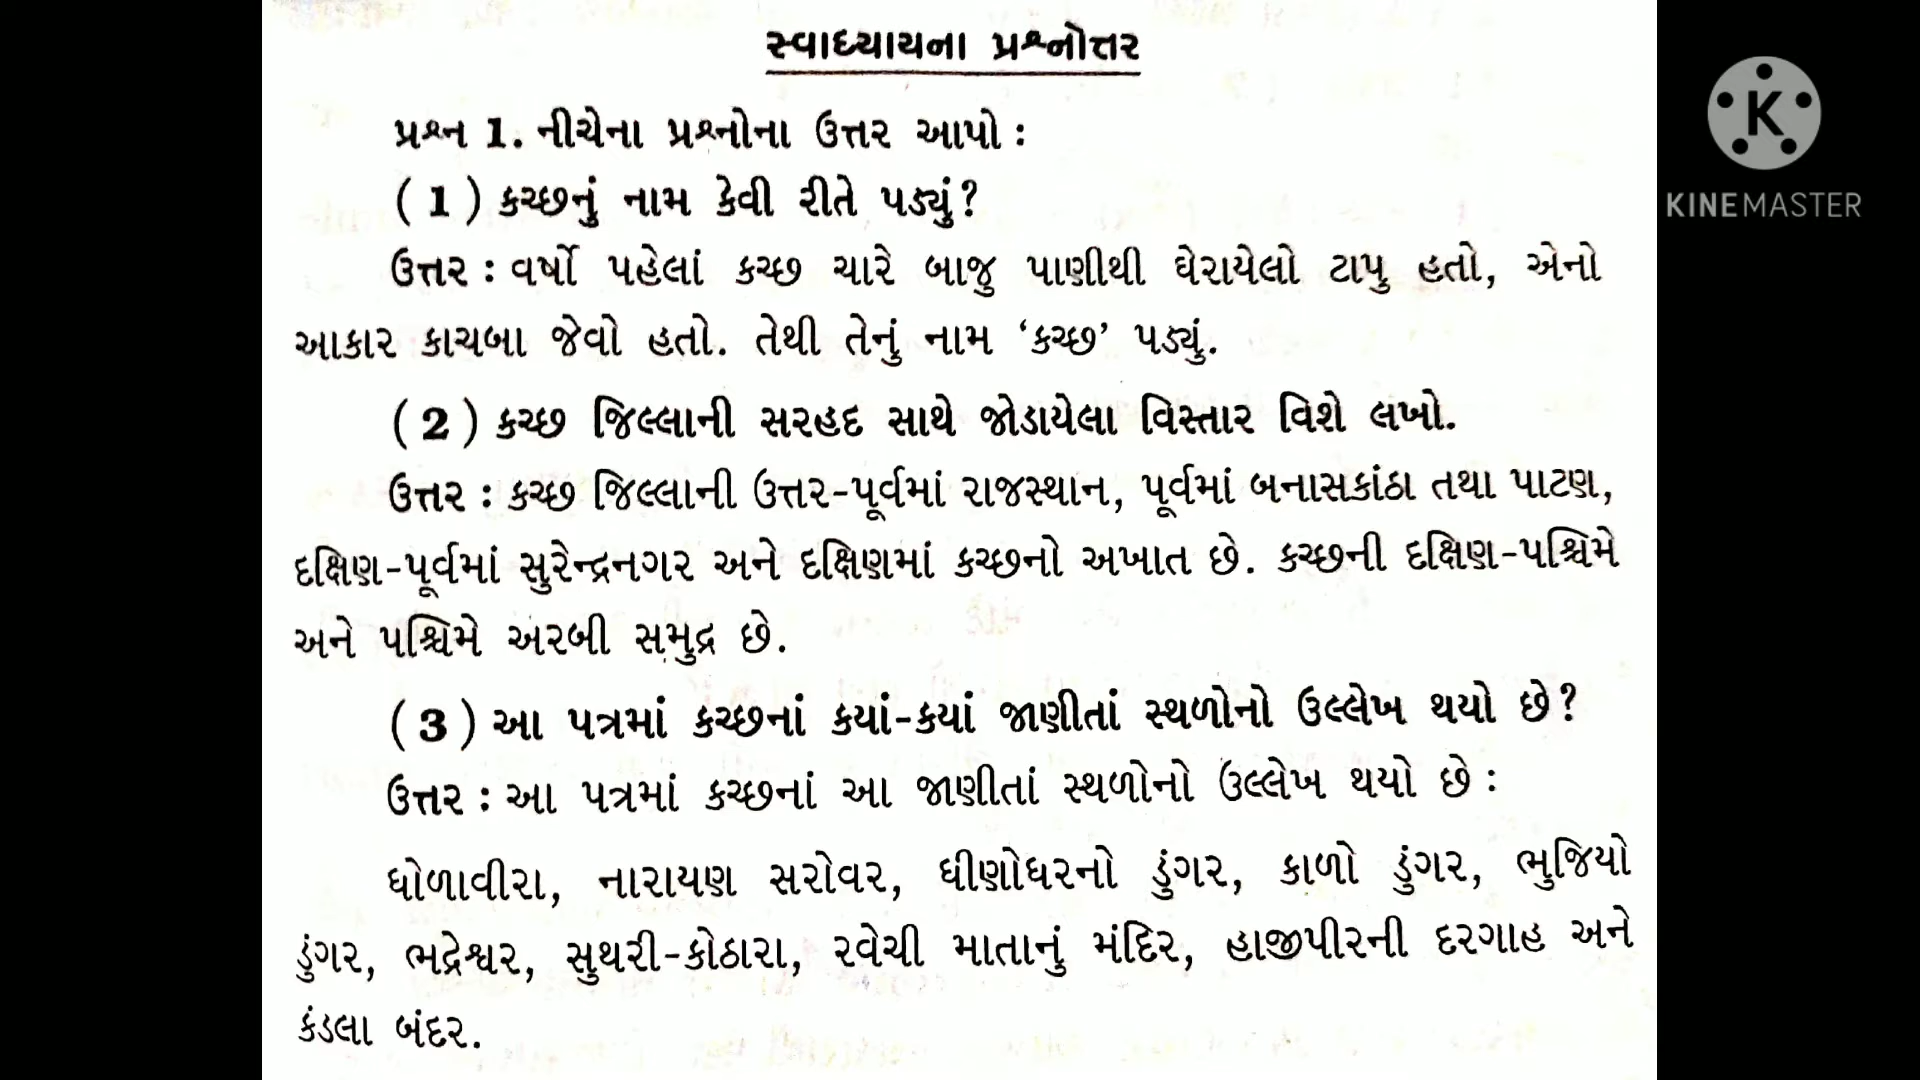 સ્વાધ્યાયના પ્રશ્નોત્તર
પ્રશ્ન 1. નીચેના પ્રશ્નોના ઉત્તર આપો :
(1) કચ્છનું નામ કેવી રીતે પડ્યું?
ઉત્તર : વર્ષો પહેલાં કચ્છ ચારે બાજુ પાણીથી ઘેરાયેલો ટાપુ હતો, એનો
આકાર કાચબા જેવો હતો. તેથી તેનું નામ ‘કચ્છ’ પડ્યું.
(2) કચ્છ જિલ્લાની સરહદ સાથે જોડાયેલા વિસ્તાર વિશે લખો.
ઉત્તર : કચ્છ જિલ્લાની ઉત્તર-પૂર્વમાં રાજસ્થાન, પૂર્વમાં બનાસકાંઠા તથા પાટણ,
દક્ષિણ-પૂર્વમાં સુરેન્દ્રનગર અને દક્ષિણમાં કચ્છનો અખાત છે. કચ્છની દક્ષિણ-પશ્ચિમે
અને પશ્ચિમે અરબી સમુદ્ર છે.
(3) આ પત્રમાં કચ્છનાં કયાં-કયાં જાણીતાં સ્થળોનો ઉલ્લેખ થયો છે?
ઉત્તર : આ પત્રમાં કચ્છનાં આ જાણીતાં સ્થળોનો ઉલ્લેખ થયો છે :
ધોળાવીરા, નારાયણ સરોવર, ધીણોધરનો ડુંગર, કાળો ડુંગર, ભુજિયો
ડુંગર, ભદ્રેશ્વર, સુથરી-કોઠારા, રવેચી માતાનું મંદિર, હાજીપીરની દરગાહ અને
કંડલા બંદર.
KINEMASTER